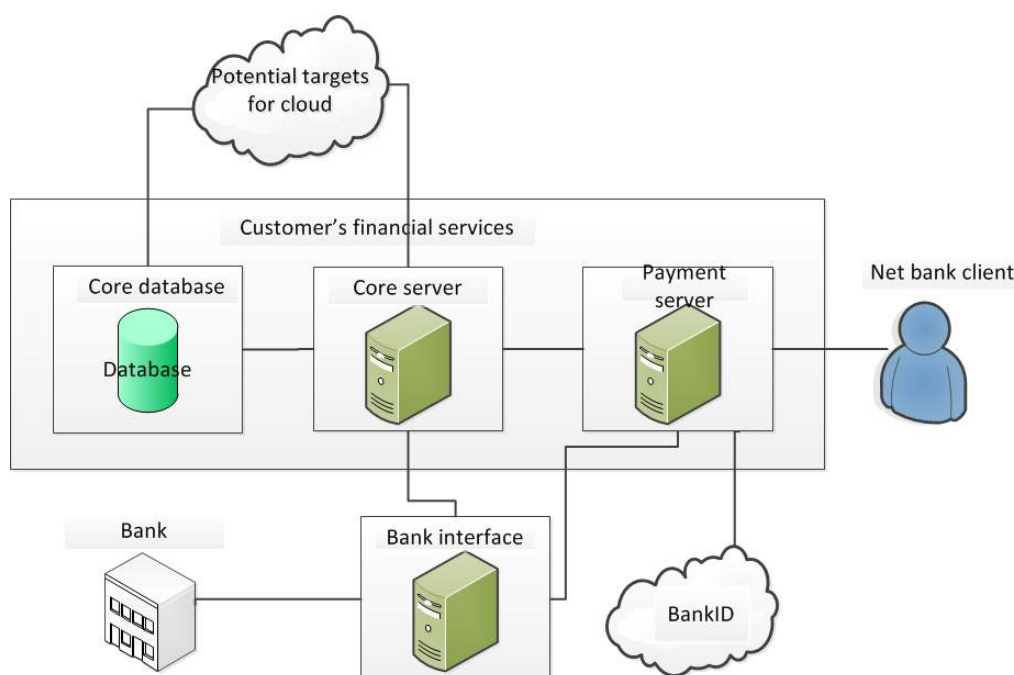 Potential targets
for cloud
Customer's financial services
Core database
Core server
Payment
server
Net bank client
Database
Bank
Bank interface
BankID